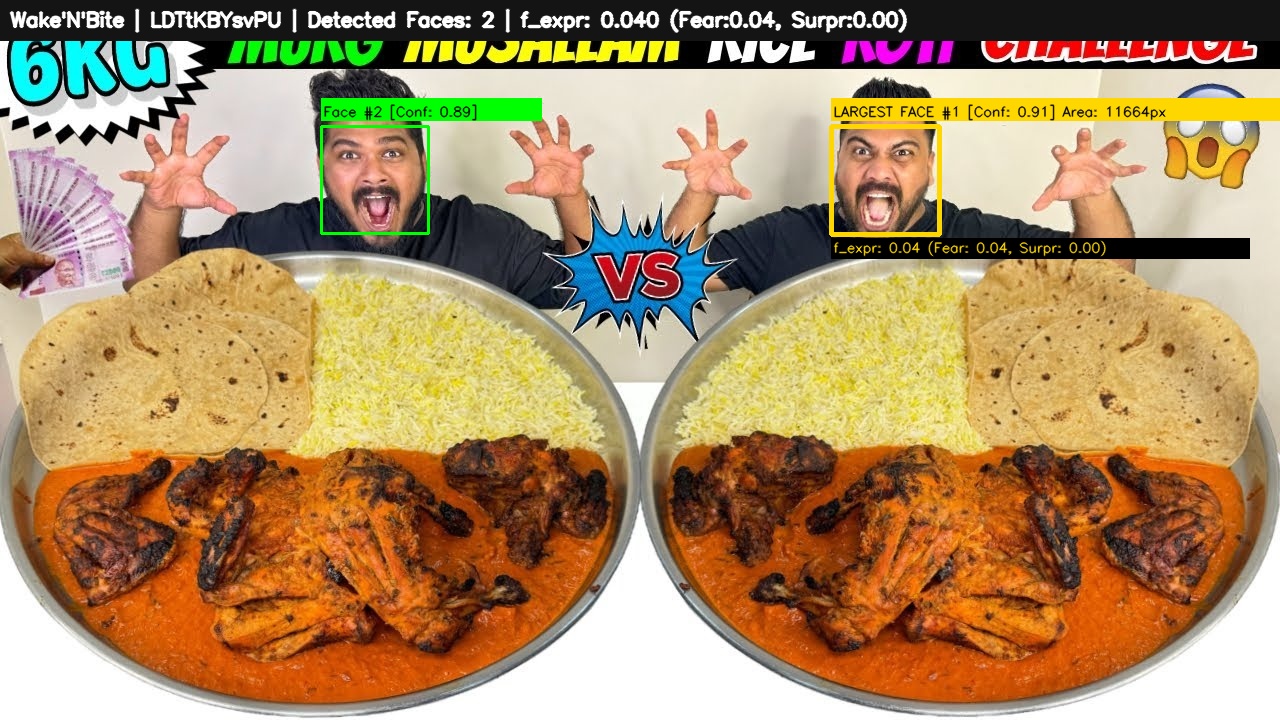 Wake'N'Bite | LDTtKBYsvPU | Detected Faces: 2 | f_expr: 0.040 (Fear:0.04, Surpr:0.00)
6KG MURG MUSALLAM RICE ROTI CHALLENGE
Face #2 [Conf: 0.89]
LARGEST FACE #1 [Conf: 0.91] Area: 11664px
f_expr: 0.04 (Fear: 0.04, Surpr: 0.00)
VS